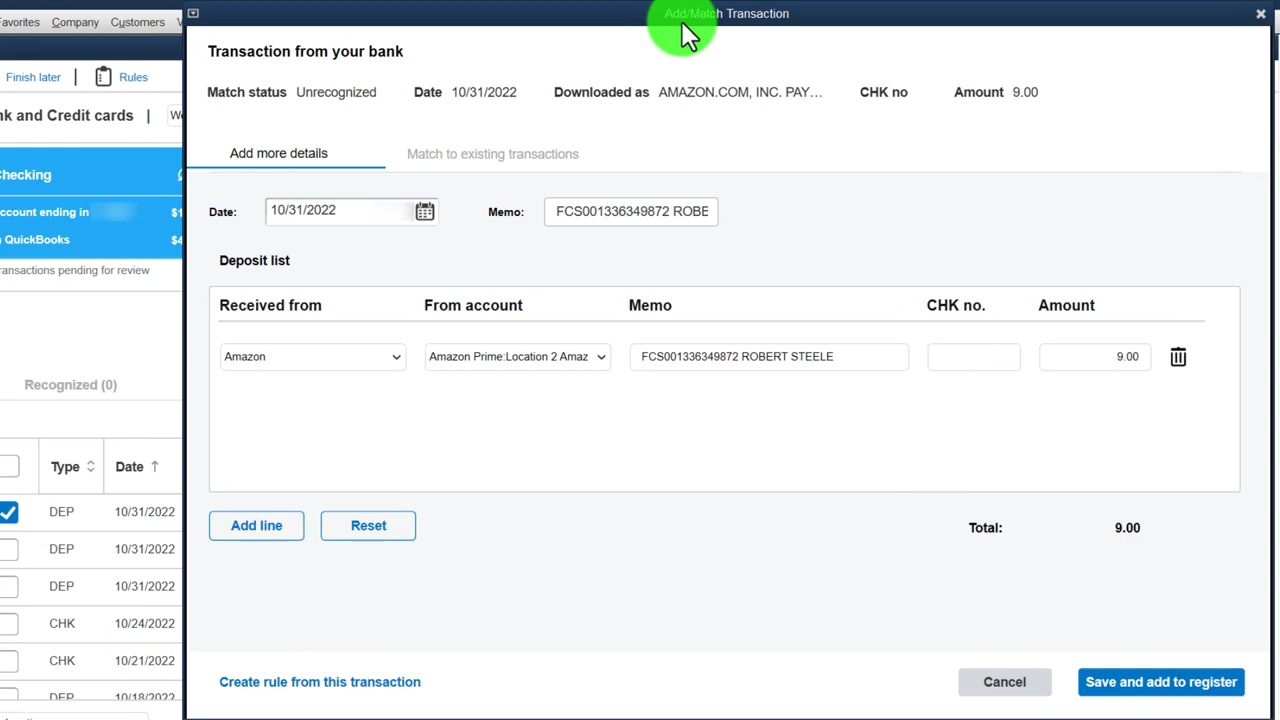 Favorites Company Customers
Add/Match Transaction
Finish later | Rules
nk and Credit cards |
Checking
ccount ending in
$1
QuickBooks
$4
ransactions pending for review
Recognized (0)
Type Date
DEP 10/31/2022
DEP 10/31/2022
DEP 10/31/2022
CHK 10/24/2022
CHK 10/21/2022
DEP 10/18/2022
Transaction from your bank
Match status Unrecognized Date 10/31/2022 Downloaded as AMAZON.COM, INC. PAY... CHK no Amount 9.00
Add more details Match to existing transactions
Date: 10/31/2022 Memo: FCS001336349872 ROBE
Deposit list
Received from From account Memo CHK no. Amount
Amazon Amazon Prime:Location 2 Amaz FCS001336349872 ROBERT STEELE 9.00
Add line Reset Total: 9.00
Create rule from this transaction Cancel Save and add to register